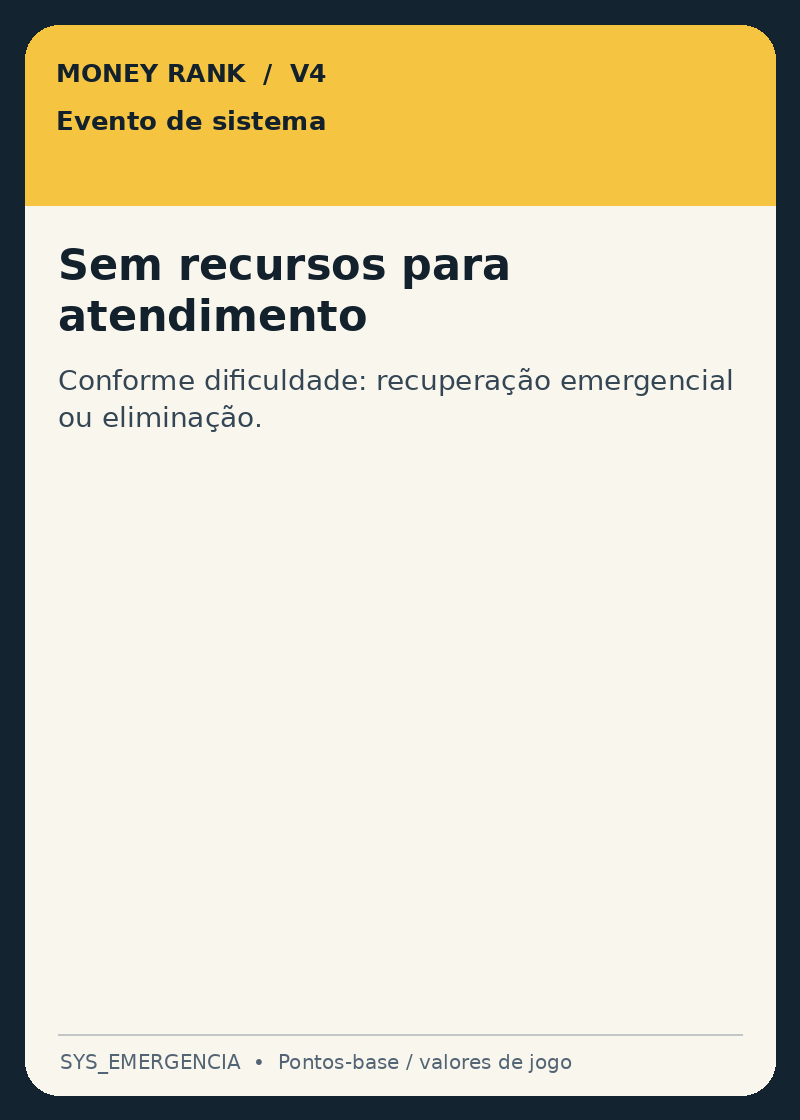 MONEY RANK / V4
Evento de sistema
Sem recursos para
atendimento
Conforme dificuldade: recuperação emergencial
ou eliminação.
SYS_EMERGENCIA • Pontos-base / valores de jogo